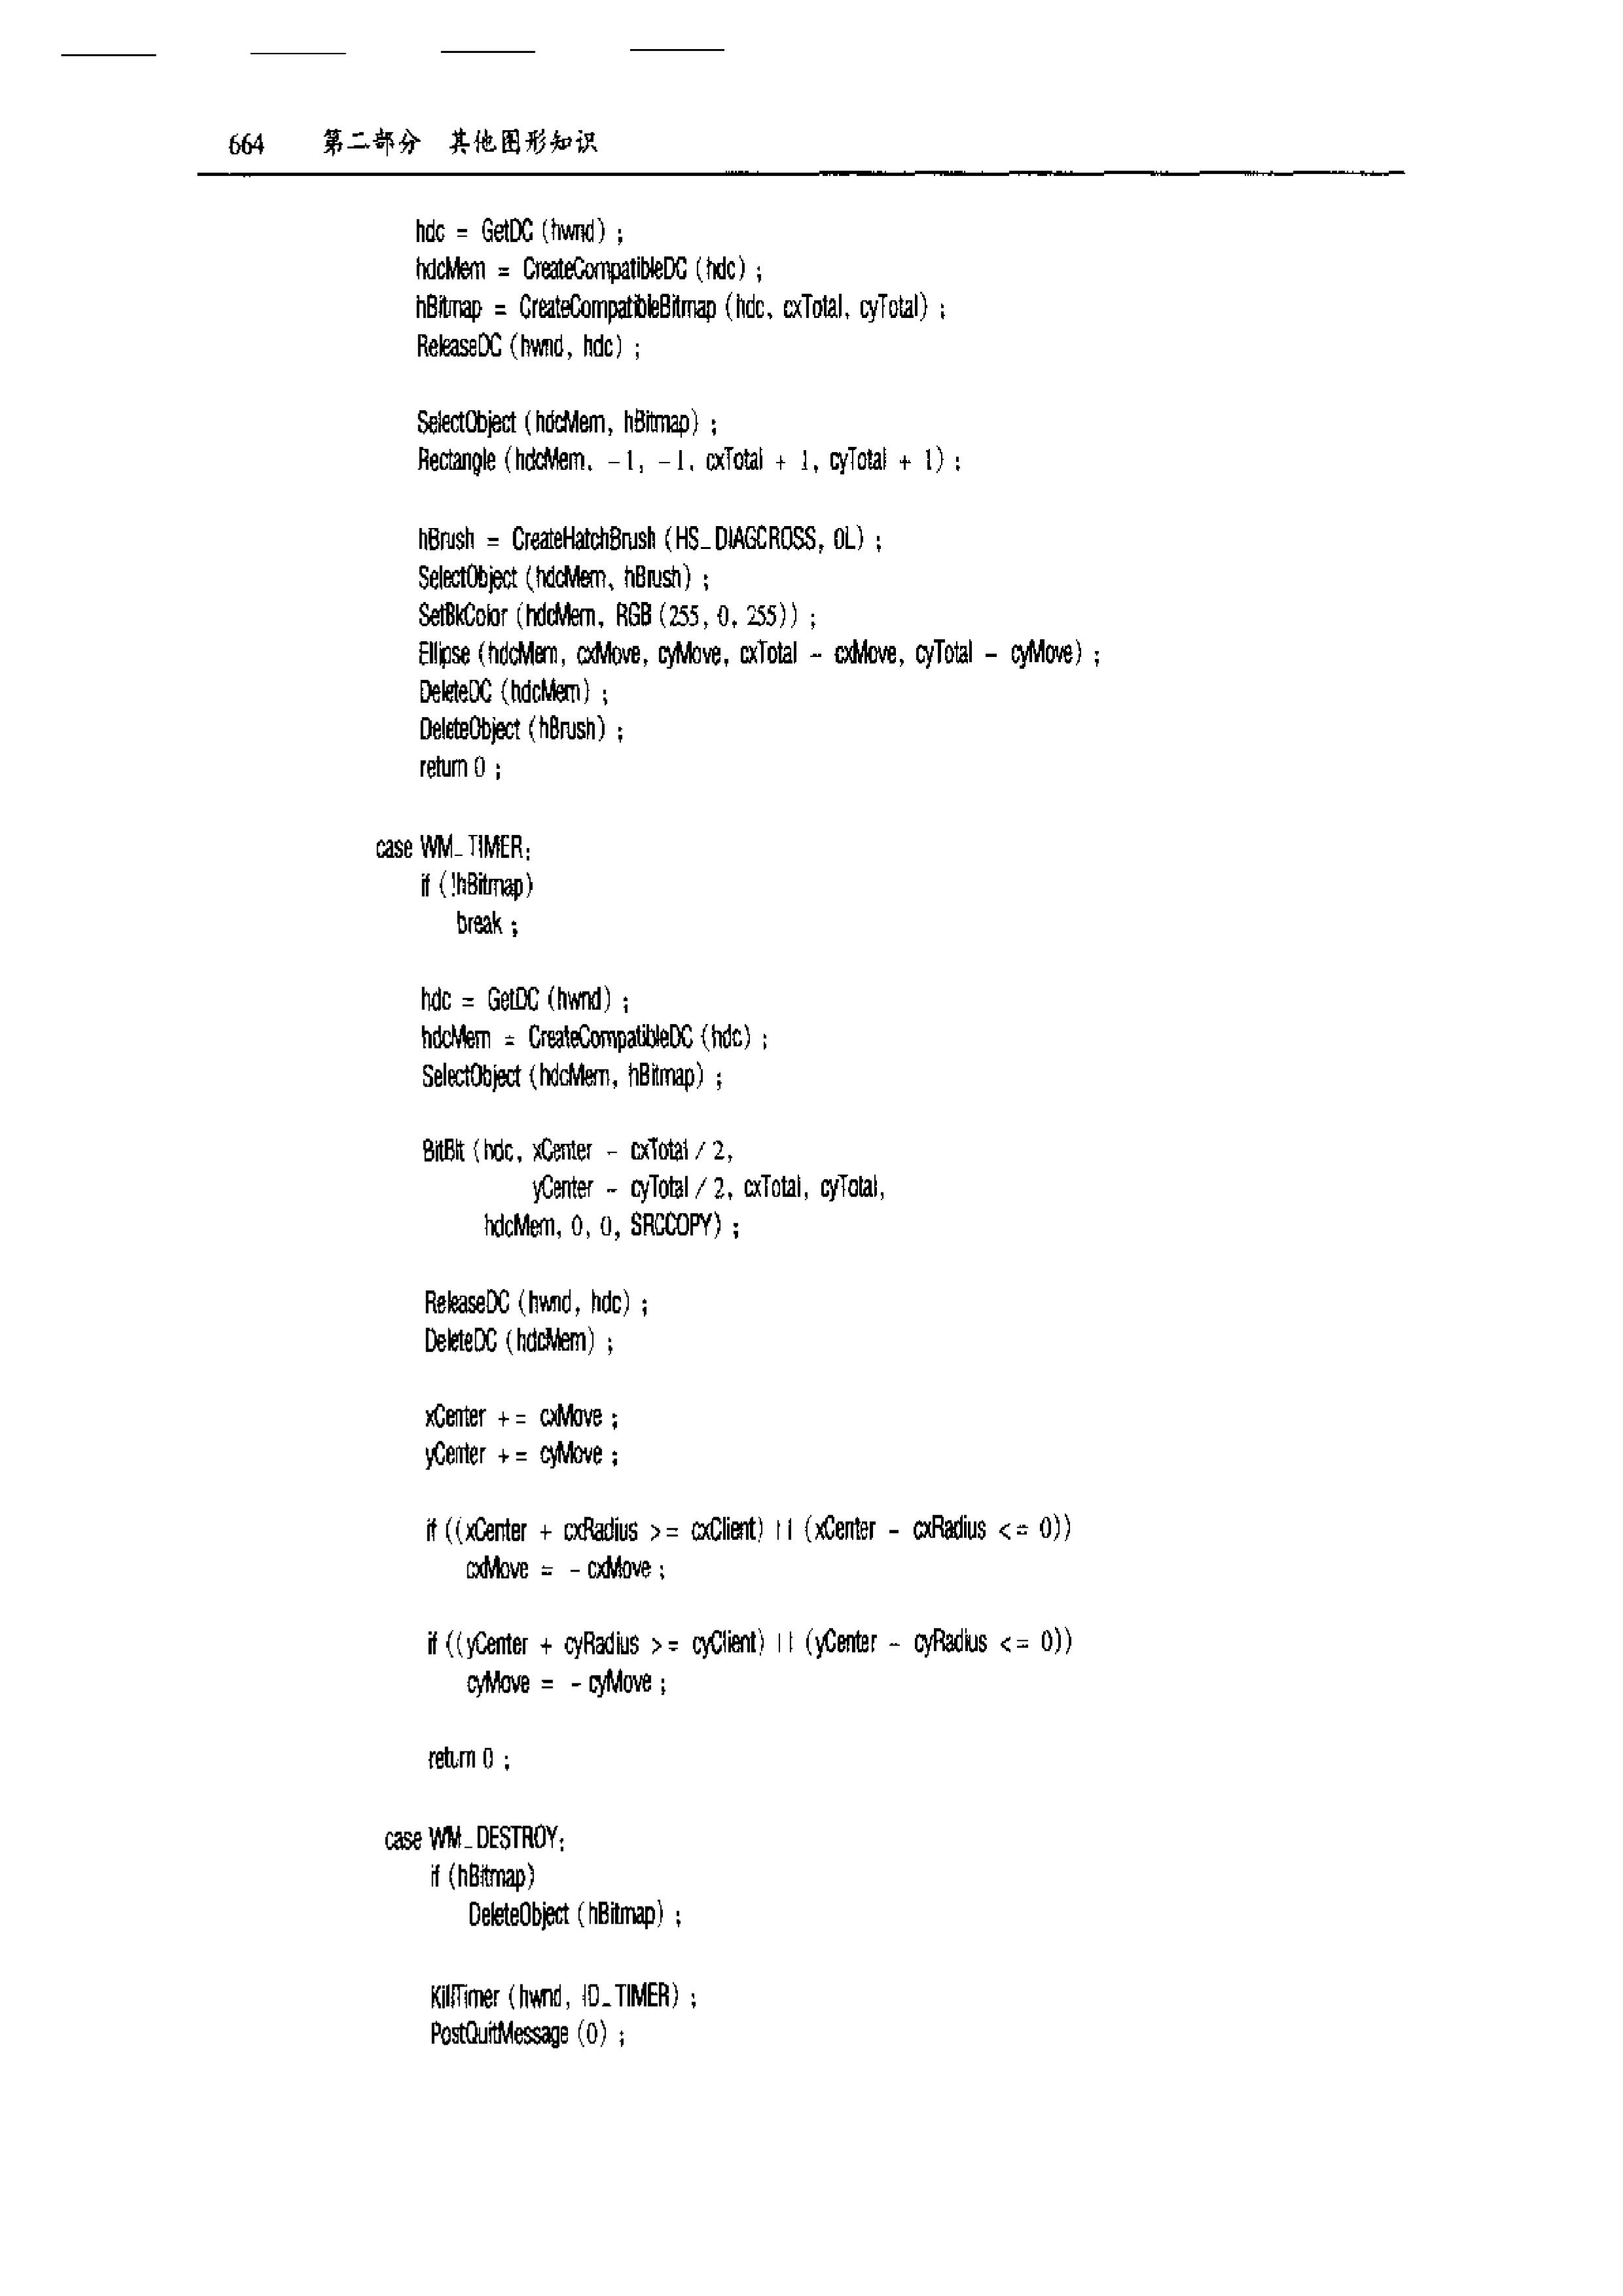 664 第二部分 其他图形知识
hdc = GetDC (hwnd) ;
hdcMem = CreateCompatibleDC (hdc) ;
hBitmap = CreateCompatibleBitmap (hdc, cxTotal, cyTotal) ;
ReleaseDC (hwnd, hdc) ;
SelectObject (hdcMem, hBitmap) ;
Rectangle (hdcMem, -1, -1, cxTotal + 1, cyTotal + 1) ;
hBrush = CreateHatchBrush (HS_DIAGCROSS, 0L) ;
SelectObject (hdcMem, hBrush) ;
SetBkColor (hdcMem, RGB (255, 0, 255)) ;
Ellipse (hdcMem, cxMove, cyMove, cxTotal - cxMove, cyTotal - cyMove) ;
DeleteDC (hdcMem) ;
DeleteObject (hBrush) ;
return 0 ;
case WM_TIMER:
if (!hBitmap)
break ;
hdc = GetDC (hwnd) ;
hdcMem = CreateCompatibleDC (hdc) ;
SelectObject (hdcMem, hBitmap) ;
BitBlt (hdc, xCenter - cxTotal / 2,
yCenter - cyTotal / 2, cxTotal, cyTotal,
hdcMem, 0, 0, SRCCOPY) ;
ReleaseDC (hwnd, hdc) ;
DeleteDC (hdcMem) ;
xCenter += cxMove ;
yCenter += cyMove ;
if ((xCenter + cxRadius >= cxClient) || (xCenter - cxRadius <= 0))
cxMove = -cxMove ;
if ((yCenter + cyRadius >= cyClient) || (yCenter - cyRadius <= 0))
cyMove = -cyMove ;
return 0 ;
case WM_DESTROY:
if (hBitmap)
DeleteObject (hBitmap) ;
KillTimer (hwnd, ID_TIMER) ;
PostQuitMessage (0) ;